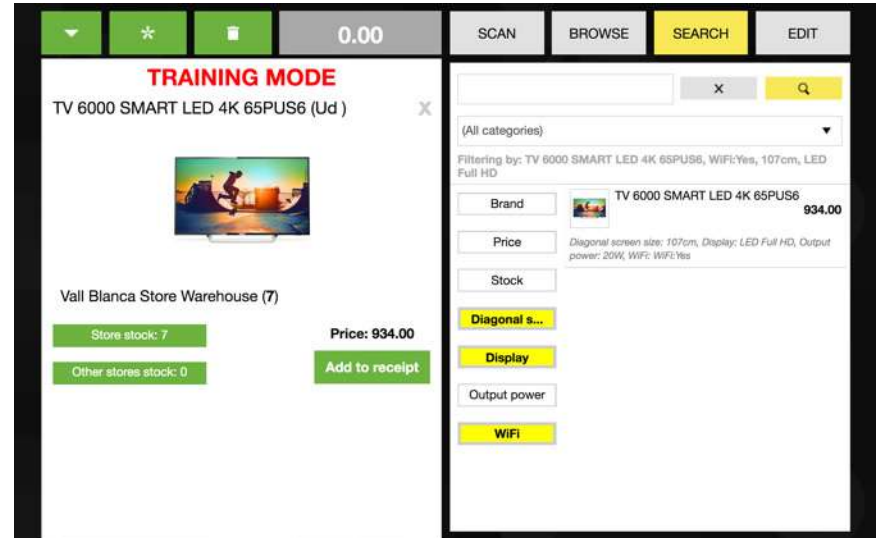 0.00
SCAN
BROWSE
SEARCH
EDIT
TRAINING MODE
TV 6000 SMART LED 4K 65PUS6 (Ud )
X
Vall Blanca Store Warehouse (7)
Store stock: 7
Price: 934.00
Other stores stock: 0
Add to receipt
X
(All categories)
Filtering by: TV 6000 SMART LED 4K 65PUS6, WiFi:Yes, 107cm, LED
Full HD
Brand
Price
Stock
Diagonal s...
Display
Output power
WiFi
TV 6000 SMART LED 4K 65PUS6
934.00
Diagonal screen size: 107cm, Display: LED Full HD, Output
power: 20W, WiFi: WiFi:Yes